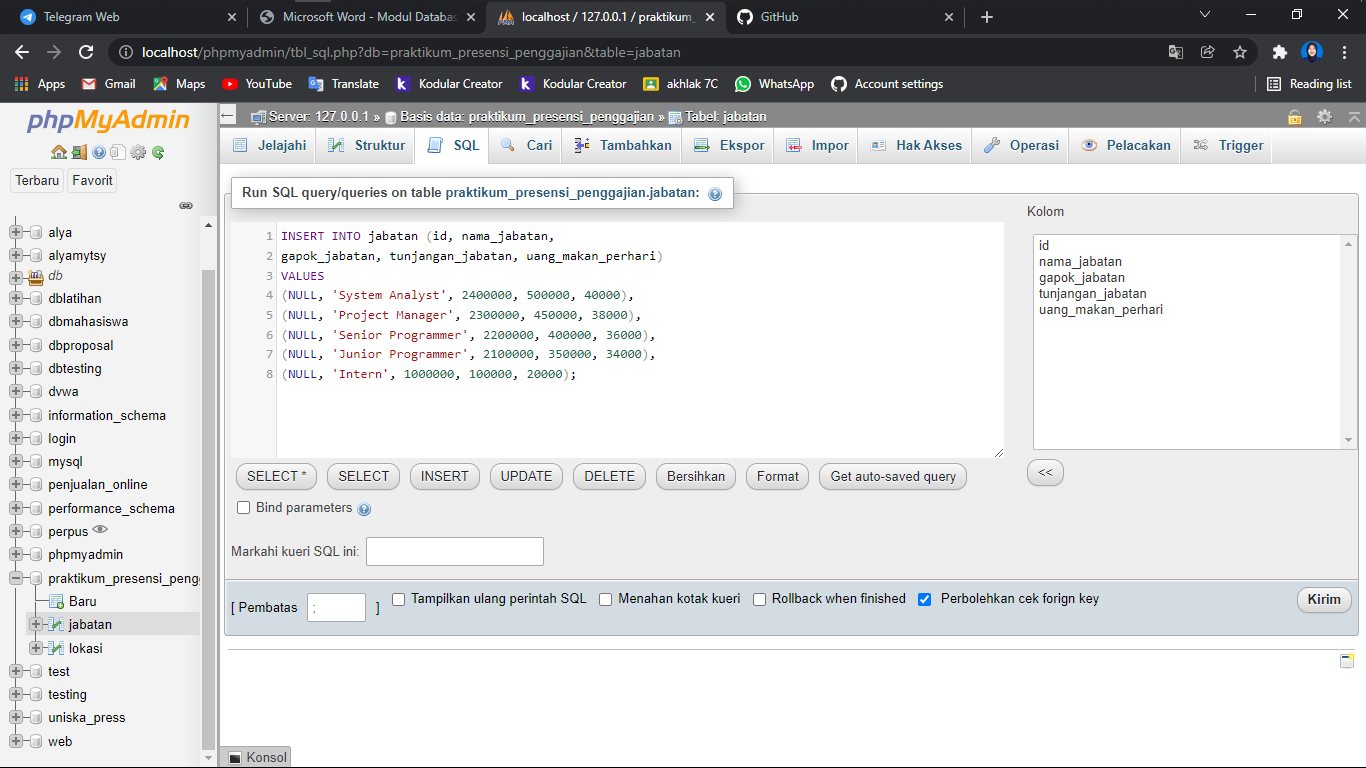 Telegram Web
Microsoft Word - Modul Databas
localhost / 127.0.0.1 / praktikum_
GitHub
localhost/phpmyadmin/tbl_sql.php?db=praktikum_presensi_penggajian&table=jabatan
Apps
Gmail
Maps
YouTube
Translate
Kodular Creator
Kodular Creator
akhlak 7C
WhatsApp
Account settings
Reading list
phpMyAdmin
Terbaru
Favorit
alya
alyamytsy
db
dblatihan
dbmahasiswa
dbproposal
dbtesting
dvwa
information_schema
login
mysql
penjualan_online
performance_schema
perpus
phpmyadmin
praktikum_presensi_peng
Baru
jabatan
lokasi
test
testing
uniska_press
web
Server: 127.0.0.1 » Basis data: praktikum_presensi_penggajian » Tabel: jabatan
Jelajahi
Struktur
SQL
Cari
Tambahkan
Ekspor
Impor
Hak Akses
Operasi
Pelacakan
Trigger
Run SQL query/queries on table praktikum_presensi_penggajian.jabatan:
1 INSERT INTO jabatan (id, nama_jabatan,
2 gapok_jabatan, tunjangan_jabatan, uang_makan_perhari)
3 VALUES
4 (NULL, 'System Analyst', 2400000, 500000, 40000),
5 (NULL, 'Project Manager', 2300000, 450000, 38000),
6 (NULL, 'Senior Programmer', 2200000, 400000, 36000),
7 (NULL, 'Junior Programmer', 2100000, 350000, 34000),
8 (NULL, 'Intern', 1000000, 100000, 20000);
Kolom
id
nama_jabatan
gapok_jabatan
tunjangan_jabatan
uang_makan_perhari
<<
SELECT *
SELECT
INSERT
UPDATE
DELETE
Bersihkan
Format
Get auto-saved query
Bind parameters
Markahi kueri SQL ini:
[ Pembatas ; ]
Tampilkan ulang perintah SQL
Menahan kotak kueri
Rollback when finished
Perbolehkan cek forign key
Kirim
Konsol